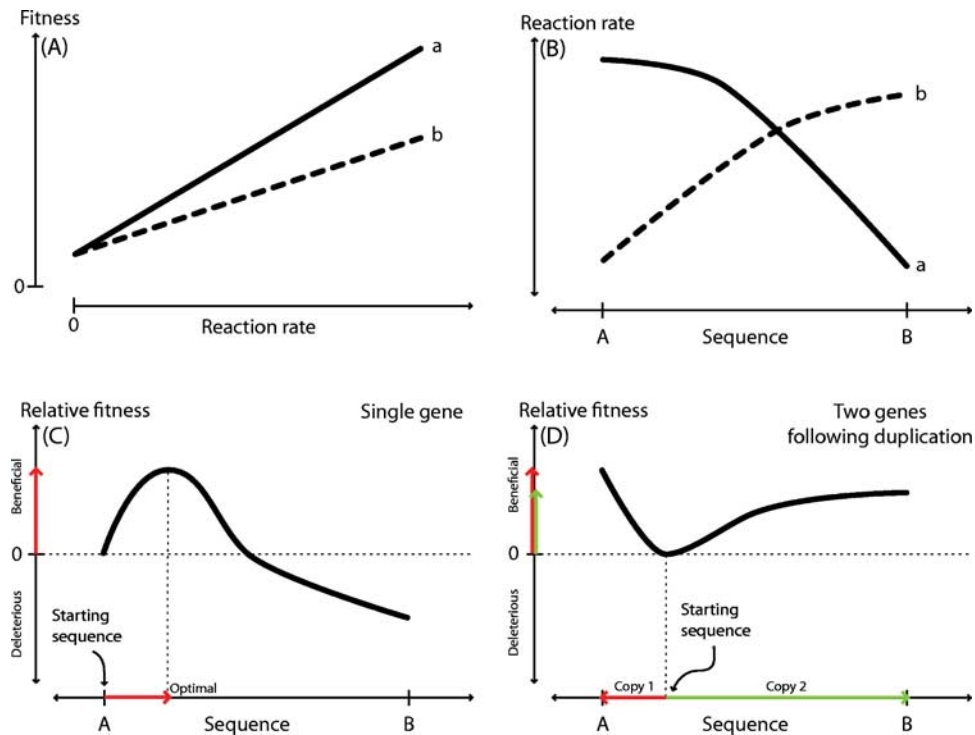 Fitness
(A)
a
b
0
0
Reaction rate
Reaction rate
(B)
b
a
A
Sequence
B
Relative fitness
Single gene
(C)
Beneficial
0
Deleterious
Starting
sequence
Optimal
A
Sequence
B
Relative fitness
Two genes
following duplication
(D)
Beneficial
0
Deleterious
Starting
sequence
Copy 1
Copy 2
A
Sequence
B